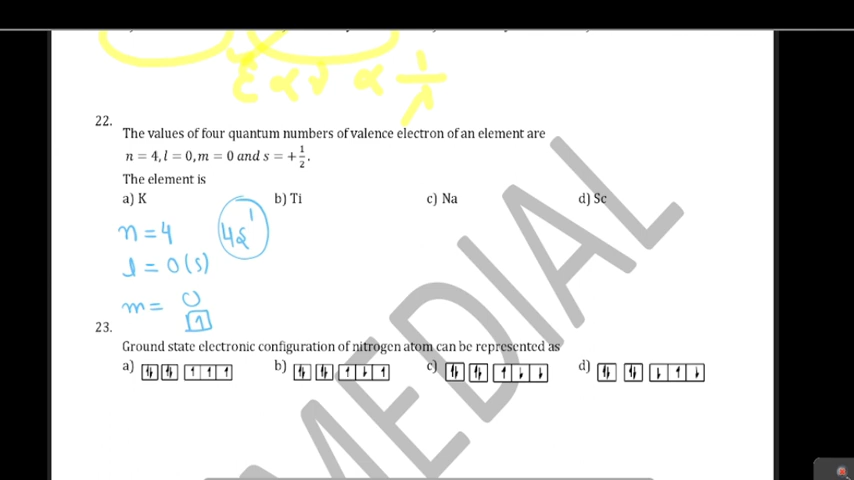 E ∝ ν ∝ 1/λ
22.
The values of four quantum numbers of valence electron of an element are
n = 4, l = 0, m = 0 and s = +1/2.
The element is
a) K b) Ti c) Na d) Sc
n = 4 4s¹
l = 0 (s)
m = 0
1
23.
Ground state electronic configuration of nitrogen atom can be represented as
a) ⥮ ⥮ ↿ ↿ ↿ b) ⥮ ⥮ ↿ ⇂ ↿ c) ⥮ ⥮ ↿ ⇂ ⇂ d) ⥮ ⥮ ⇂ ↿ ⇂
MEDIAL